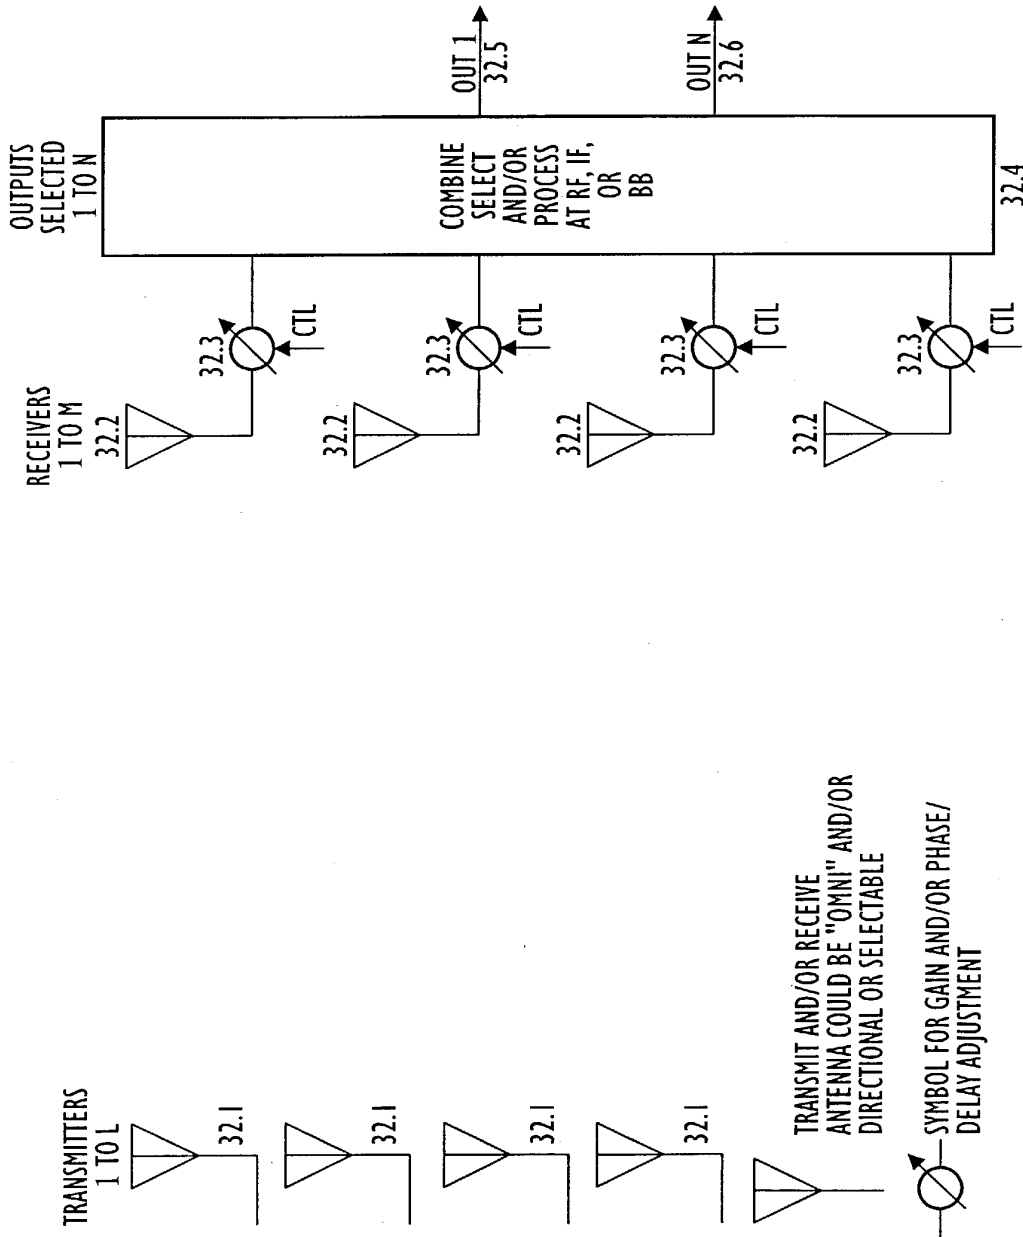 TRANSMITTERS
1 TO L
32.1
32.1
32.1
32.1
TRANSMIT AND/OR RECEIVE
ANTENNA COULD BE "OMNI" AND/OR
DIRECTIONAL OR SELECTABLE
SYMBOL FOR GAIN AND/OR PHASE/
DELAY ADJUSTMENT
RECEIVERS
1 TO M
32.2
32.3
CTL
32.2
32.3
CTL
32.2
32.3
CTL
32.2
32.3
CTL
OUTPUTS
SELECTED
1 TO N
COMBINE
SELECT
AND/OR
PROCESS
AT RF, IF,
OR
BB
32.4
OUT 1
32.5
OUT N
32.6